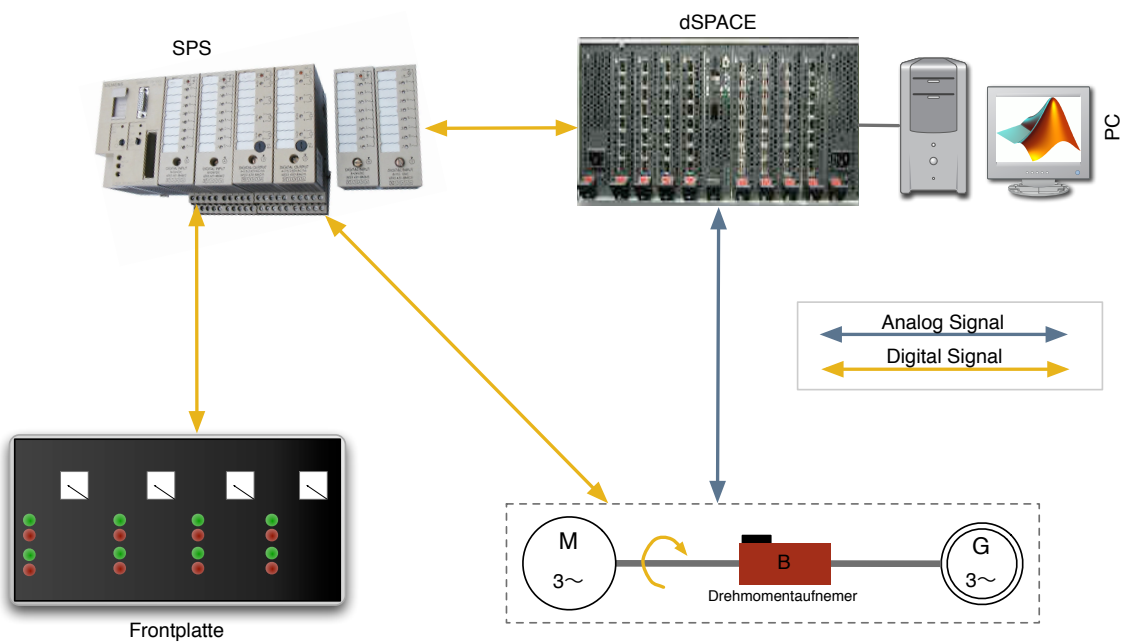 dSPACE
SPS
PC
Analog Signal
Digital Signal
M
3~
B
G
3~
Drehmomentaufnemer
Frontplatte